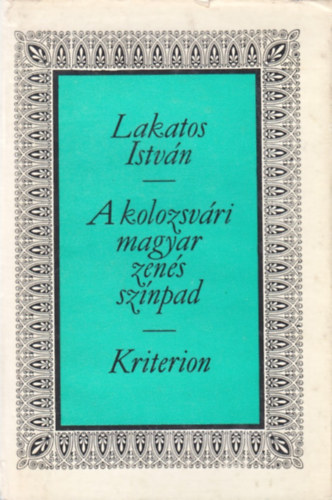 Lakatos
István
A kolozsvári
magyar
zenés
színpad
Kriterion